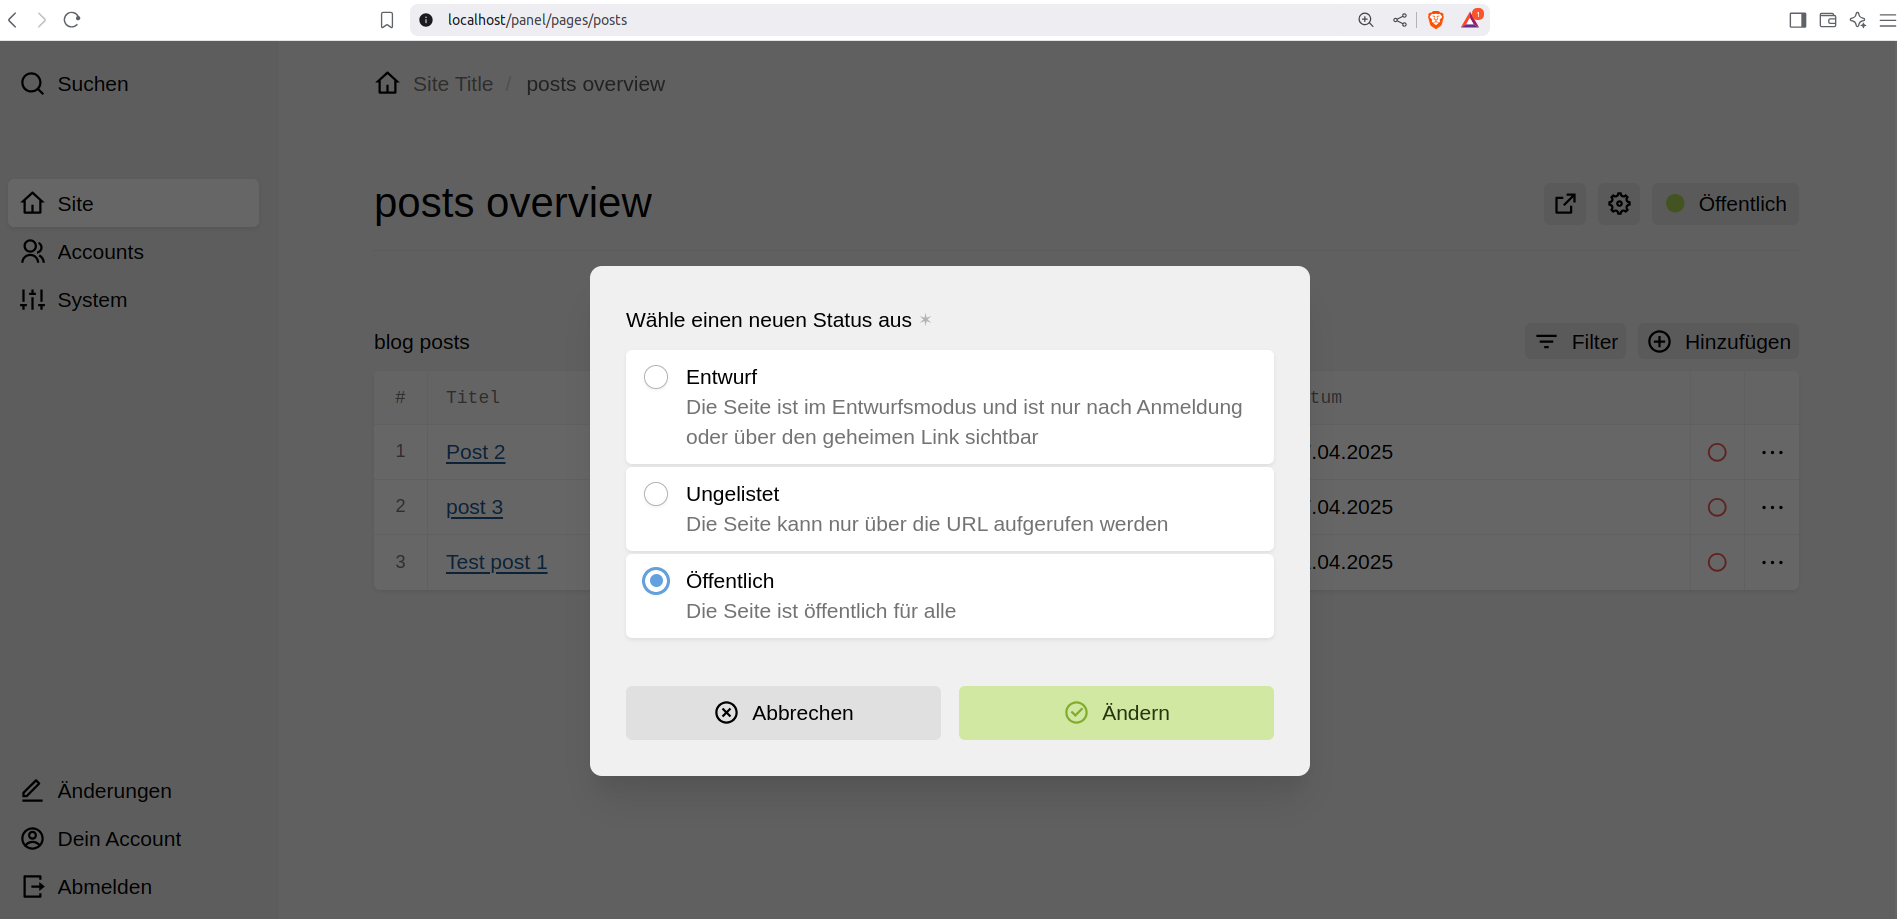 localhost/panel/pages/posts
1
Suchen
Site Title / posts overview
Site
Accounts
System
posts overview
Öffentlich
blog posts
Filter
Hinzufügen
# Titel tum
1 Post 2 .04.2025
2 post 3 .04.2025
3 Test post 1 .04.2025
Wähle einen neuen Status aus *
Entwurf
Die Seite ist im Entwurfsmodus und ist nur nach Anmeldung
oder über den geheimen Link sichtbar
Ungelistet
Die Seite kann nur über die URL aufgerufen werden
Öffentlich
Die Seite ist öffentlich für alle
Abbrechen
Ändern
Änderungen
Dein Account
Abmelden